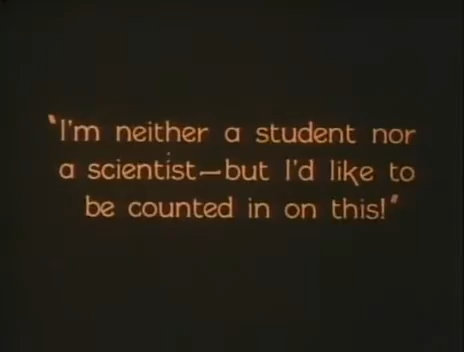 "I'm neither a student nor
a scientist—but I'd like to
be counted in on this!"